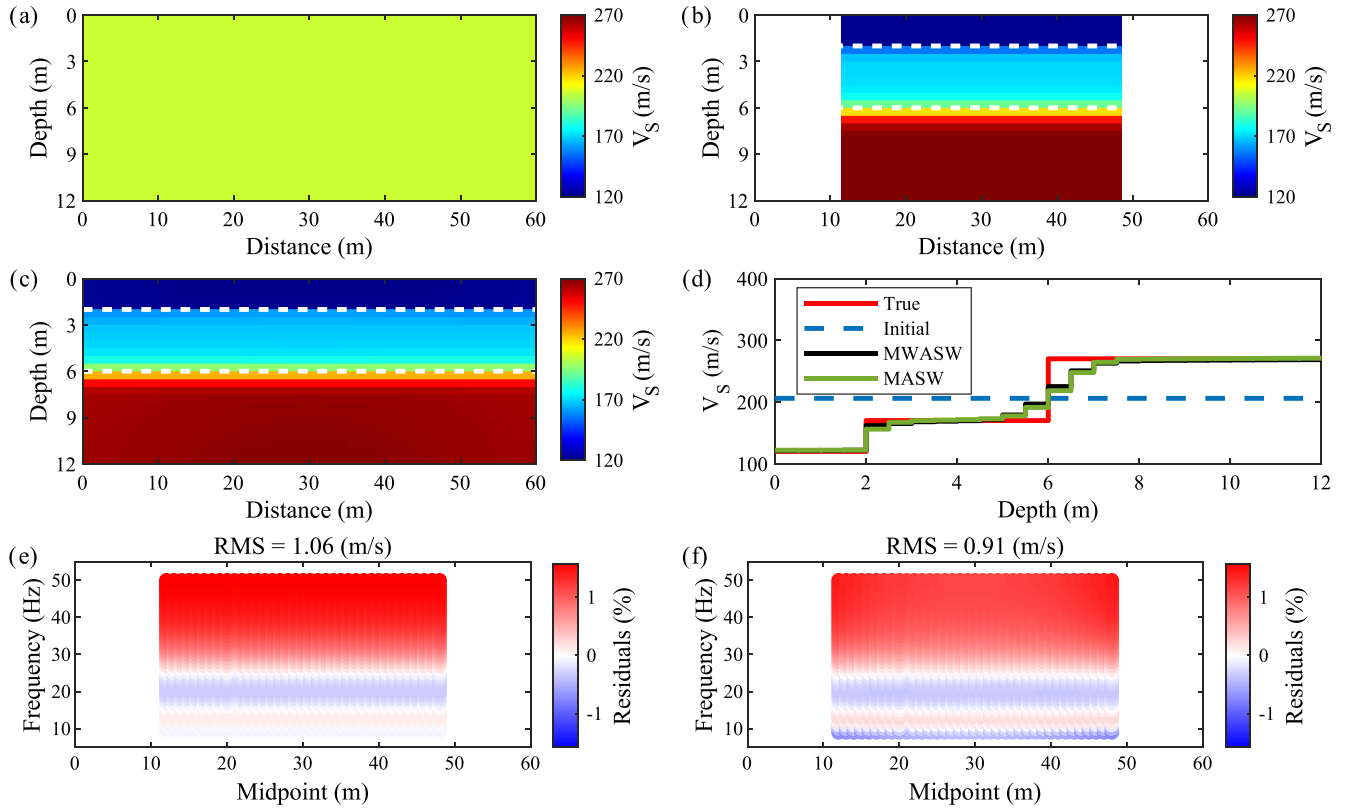 (a)
0
3
6
9
12
Depth (m)
0 10 20 30 40 50 60
Distance (m)
270
220
170
120
V_S (m/s)
(b)
0
3
6
9
12
Depth (m)
0 10 20 30 40 50 60
Distance (m)
270
220
170
120
V_S (m/s)
(c)
0
3
6
9
12
Depth (m)
0 10 20 30 40 50 60
Distance (m)
270
220
170
120
V_S (m/s)
(d)
400
300
200
100
V_S (m/s)
True
Initial
MWASW
MASW
0 2 4 6 8 10 12
Depth (m)
(e)
RMS = 1.06 (m/s)
50
40
30
20
10
Frequency (Hz)
0 10 20 30 40 50 60
Midpoint (m)
1
0
-1
Residuals (%)
(f)
RMS = 0.91 (m/s)
50
40
30
20
10
Frequency (Hz)
0 10 20 30 40 50 60
Midpoint (m)
1
0
-1
Residuals (%)